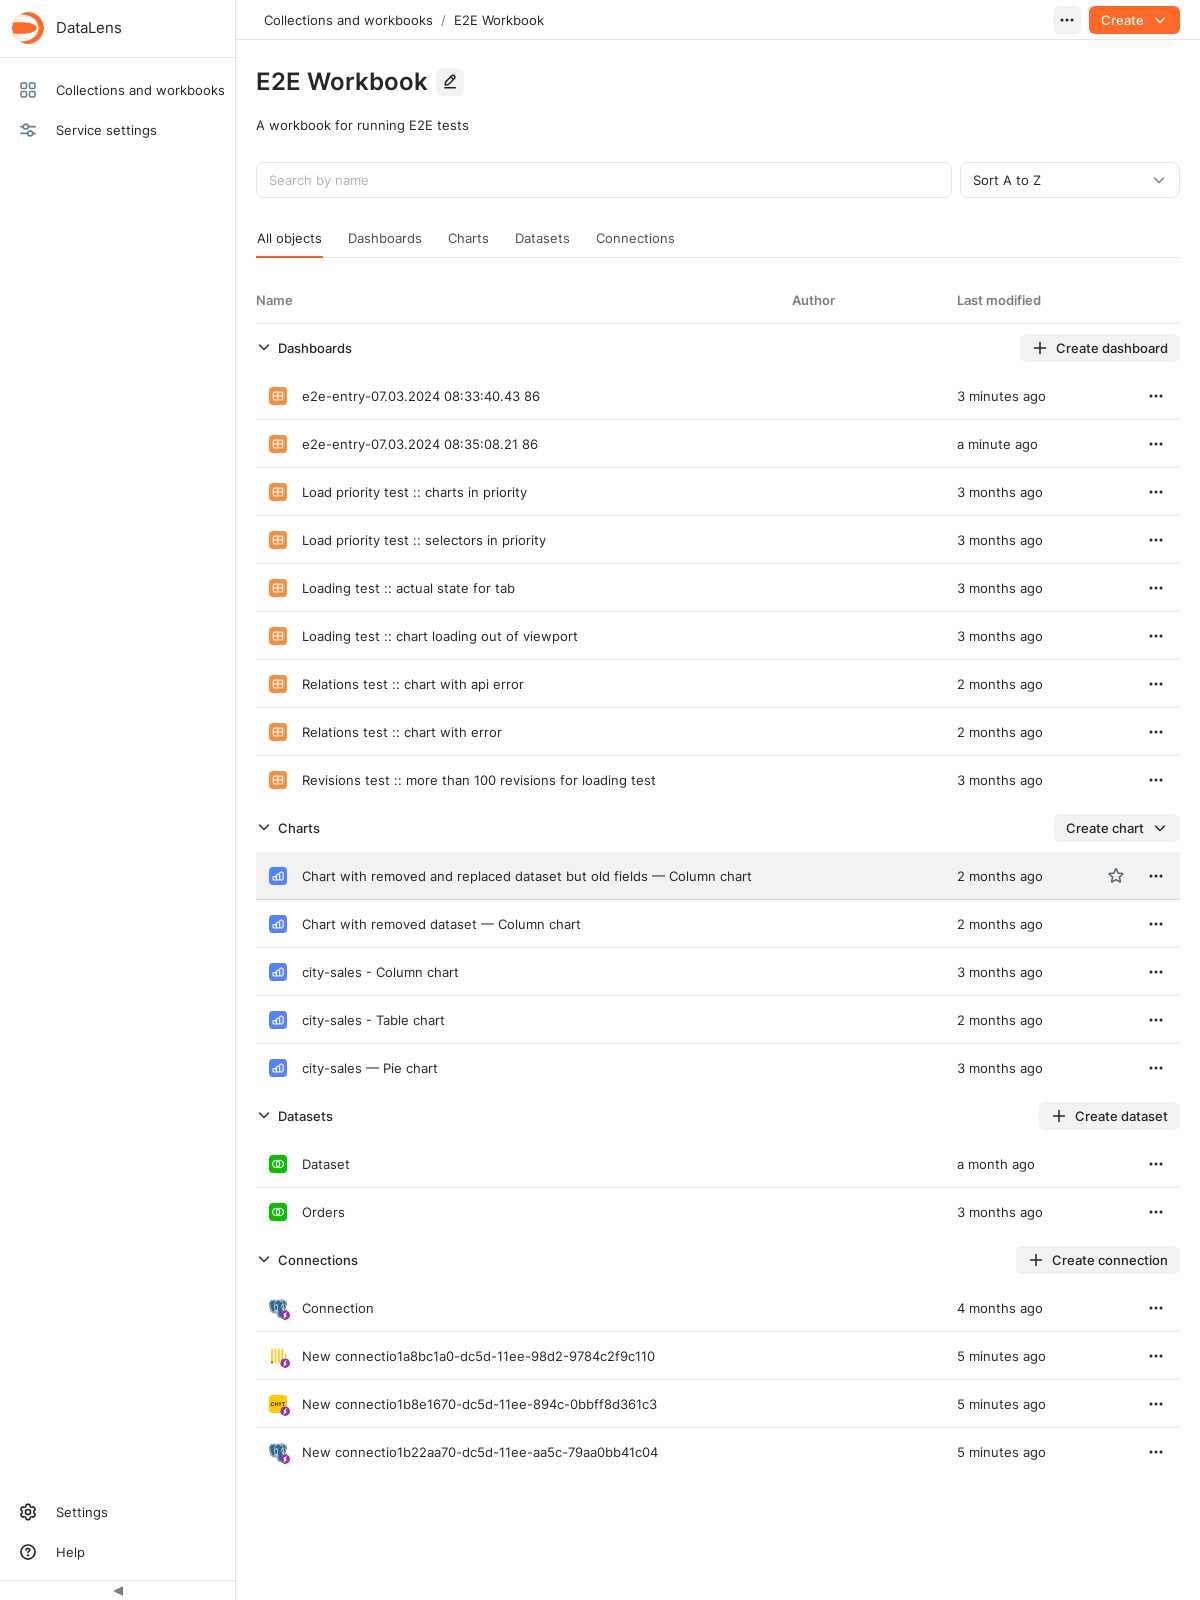 DataLens
Collections and workbooks / E2E Workbook
Create
Collections and workbooks
Service settings
E2E Workbook
A workbook for running E2E tests
Search by name
Sort A to Z
All objects Dashboards Charts Datasets Connections
Name Author Last modified
Dashboards Create dashboard
e2e-entry-07.03.2024 08:33:40.43 86 3 minutes ago
e2e-entry-07.03.2024 08:35:08.21 86 a minute ago
Load priority test :: charts in priority 3 months ago
Load priority test :: selectors in priority 3 months ago
Loading test :: actual state for tab 3 months ago
Loading test :: chart loading out of viewport 3 months ago
Relations test :: chart with api error 2 months ago
Relations test :: chart with error 2 months ago
Revisions test :: more than 100 revisions for loading test 3 months ago
Charts Create chart
Chart with removed and replaced dataset but old fields — Column chart 2 months ago
Chart with removed dataset — Column chart 2 months ago
city-sales - Column chart 3 months ago
city-sales - Table chart 2 months ago
city-sales — Pie chart 3 months ago
Datasets Create dataset
Dataset a month ago
Orders 3 months ago
Connections Create connection
Connection 4 months ago
New connectio1a8bc1a0-dc5d-11ee-98d2-9784c2f9c110 5 minutes ago
CHYT New connectio1b8e1670-dc5d-11ee-894c-0bbff8d361c3 5 minutes ago
New connectio1b22aa70-dc5d-11ee-aa5c-79aa0bb41c04 5 minutes ago
Settings
Help